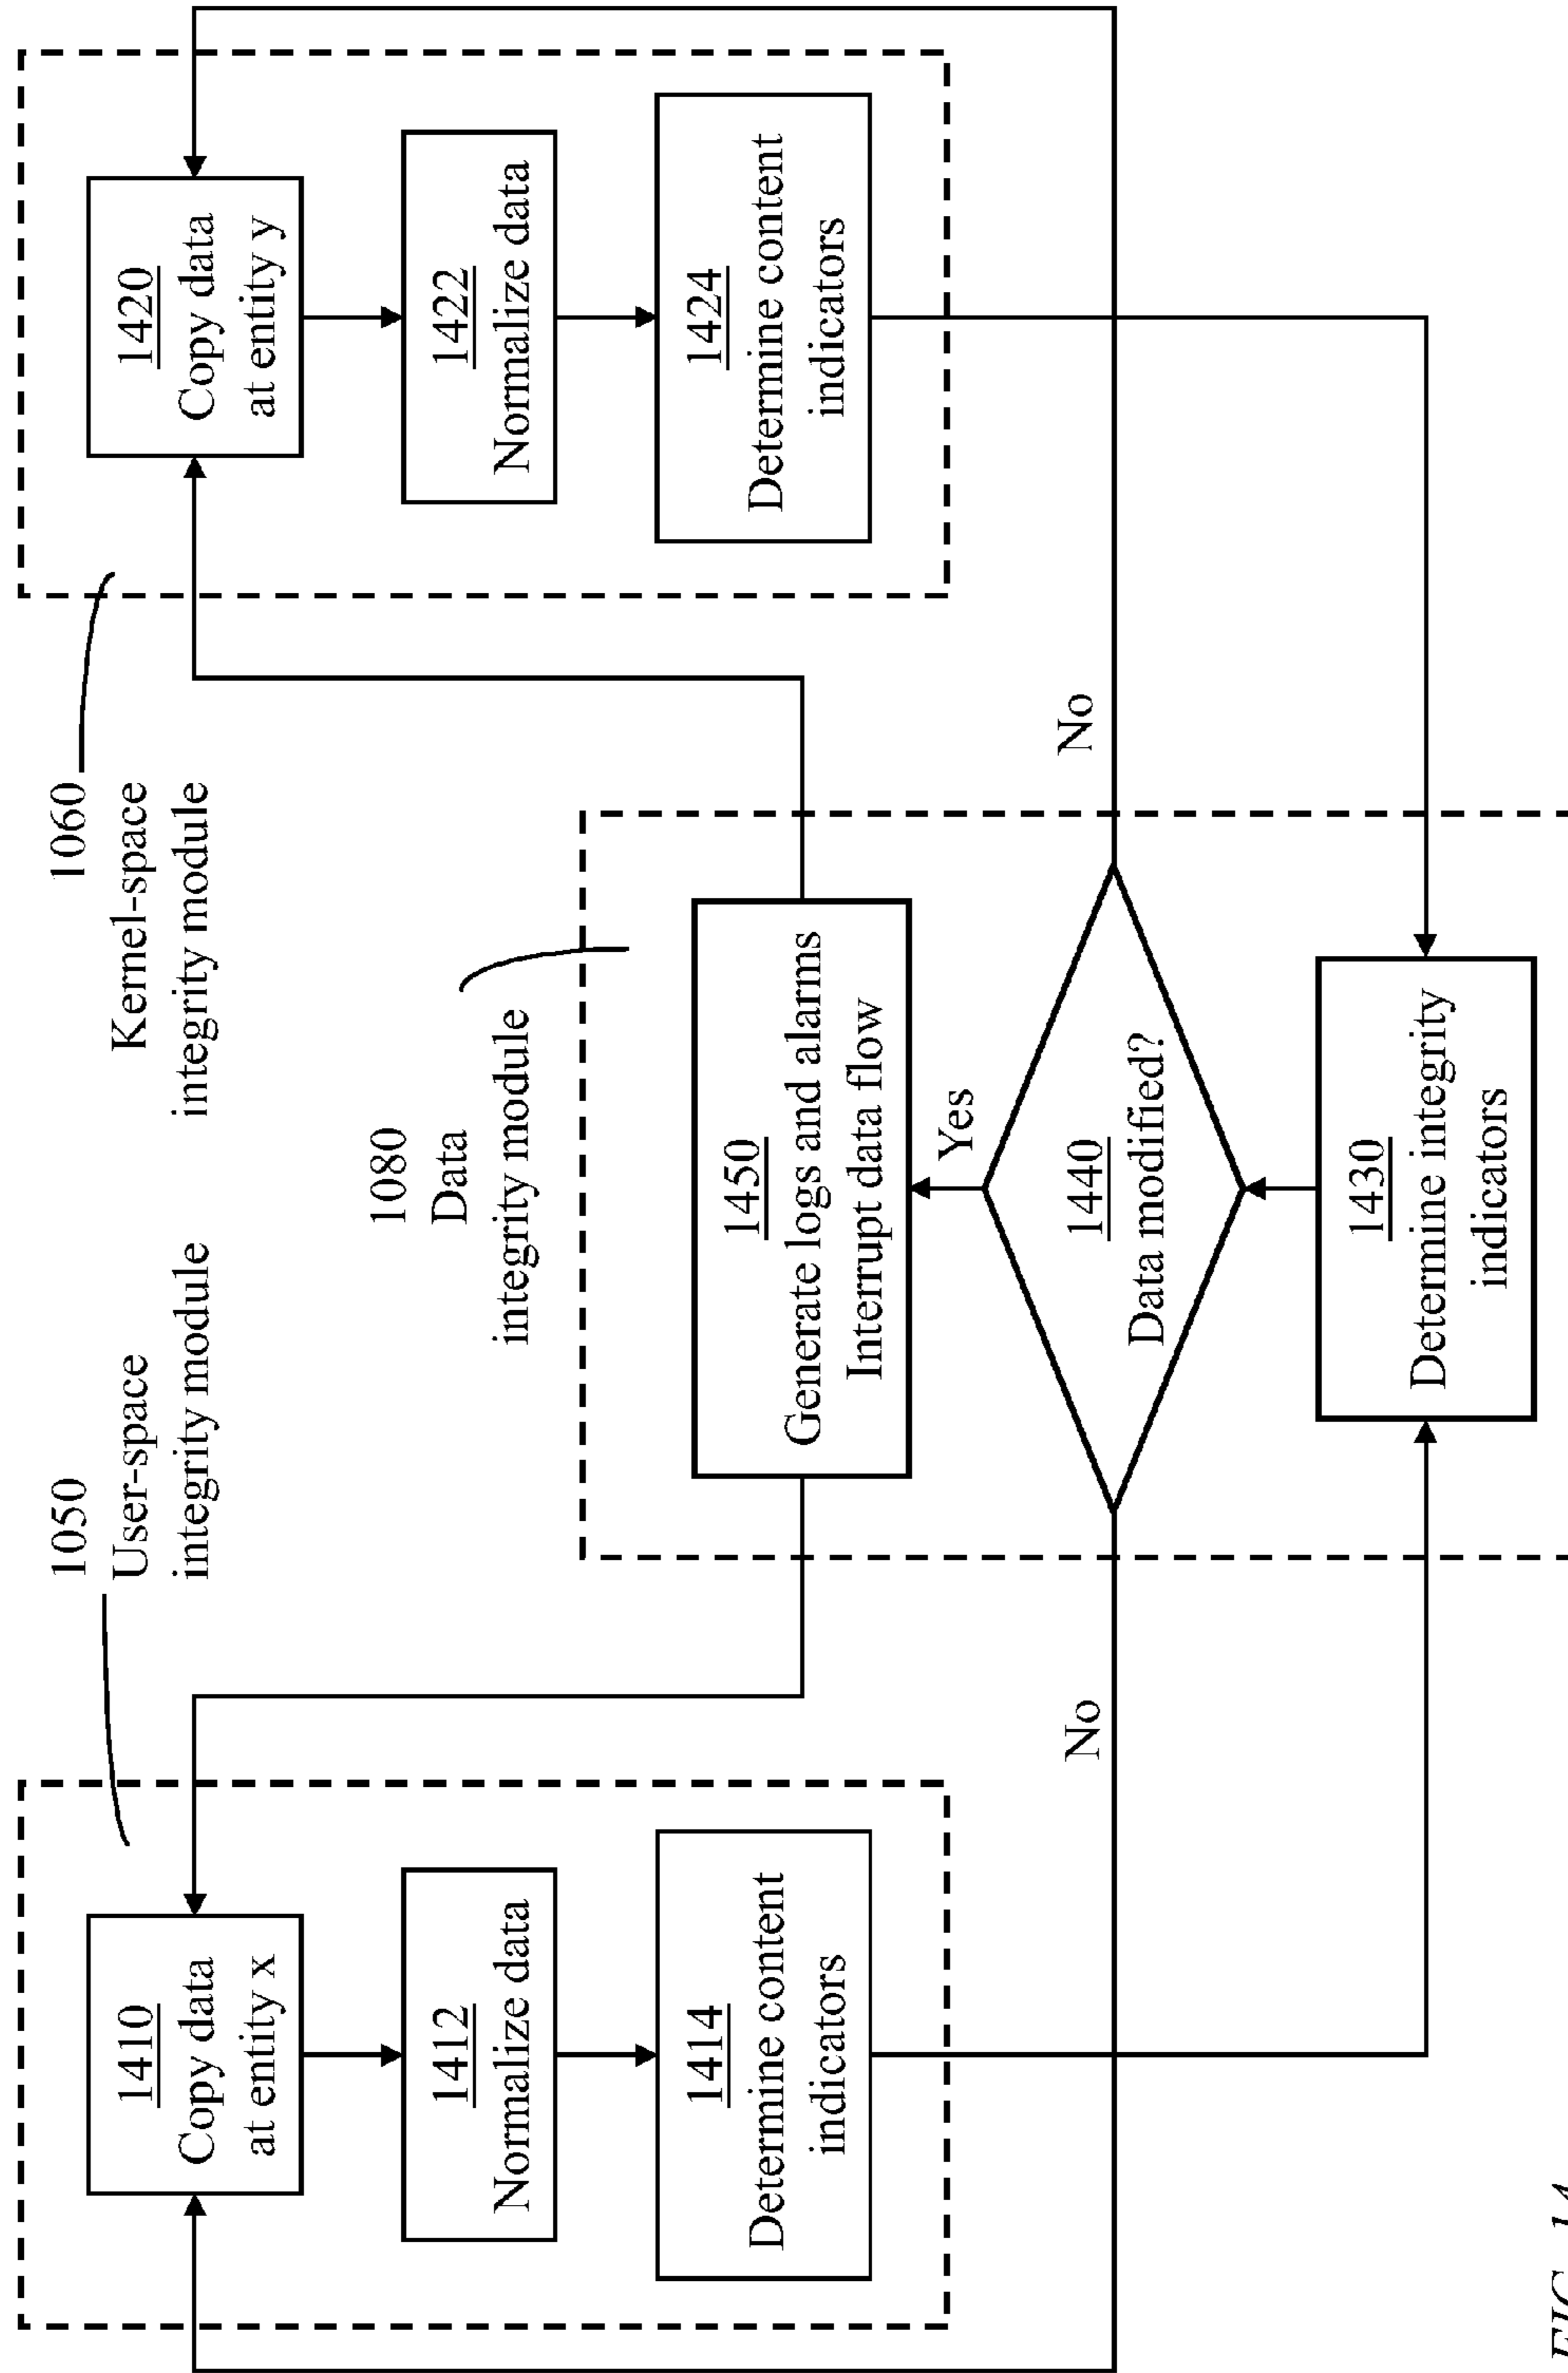 1050
User-space
integrity module
1060
Kernel-space
integrity module
1080
Data
integrity module
1410
Copy data
at entity x
1412
Normalize data
1414
Determine content
indicators
1420
Copy data
at entity y
1422
Normalize data
1424
Determine content
indicators
1450
Generate logs and alarms
Interrupt data flow
Yes
No
No
1440
Data modified?
1430
Determine integrity
indicators
FIG. 14